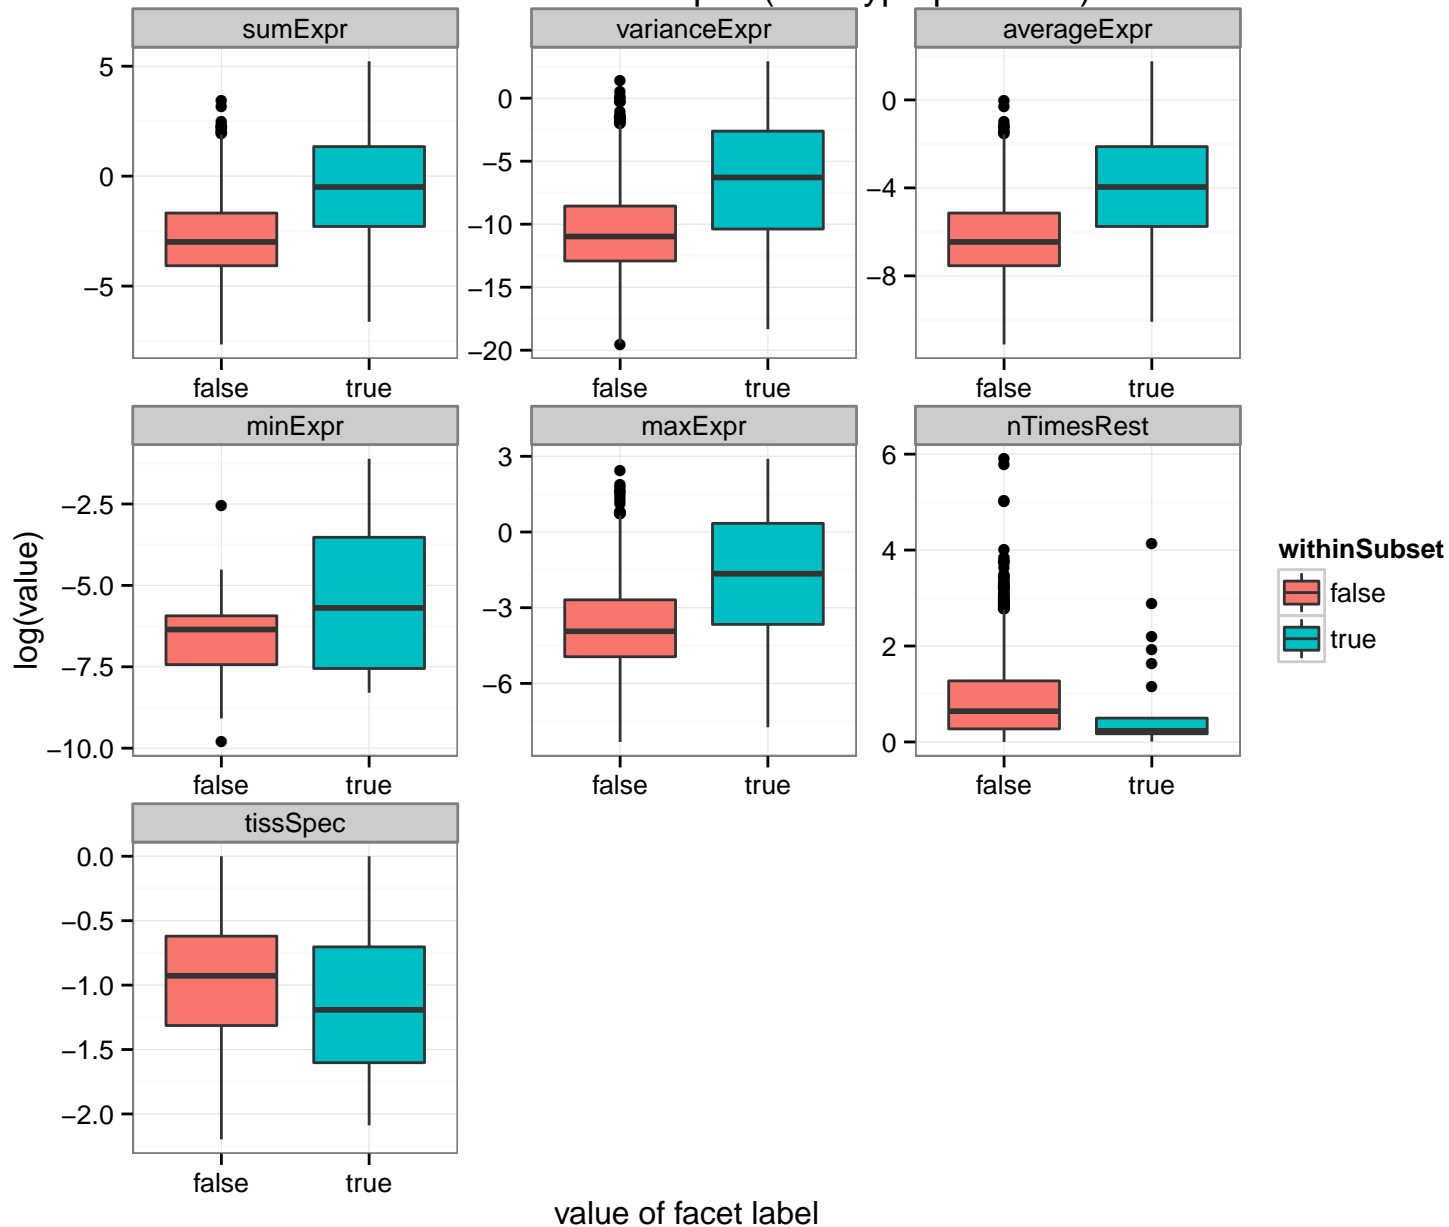 sumExpr
varianceExpr
averageExpr
5
0
−5
0
−5
−10
−15
−20
0
−4
−8
false
true
false
true
false
true
minExpr
maxExpr
nTimesRest
−2.5
−5.0
−7.5
−10.0
3
0
−3
−6
6
4
2
0
false
true
false
true
false
true
log(value)
withinSubset
false
true
tissSpec
0.0
−0.5
−1.0
−1.5
−2.0
false
true
value of facet label